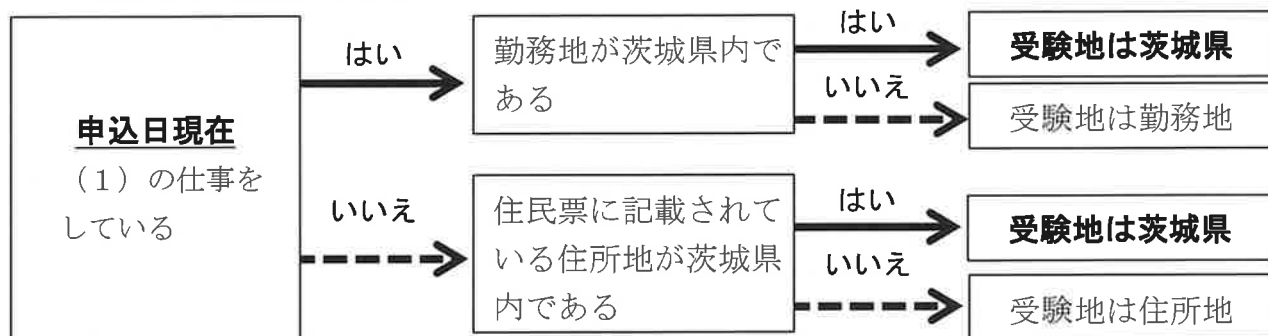 申込日現在
（１）の仕事を
している
はい
勤務地が茨城県内で
ある
はい
受験地は茨城県
いいえ
受験地は勤務地
いいえ
住民票に記載されて
いる住所地が茨城県
内である
はい
受験地は茨城県
いいえ
受験地は住所地